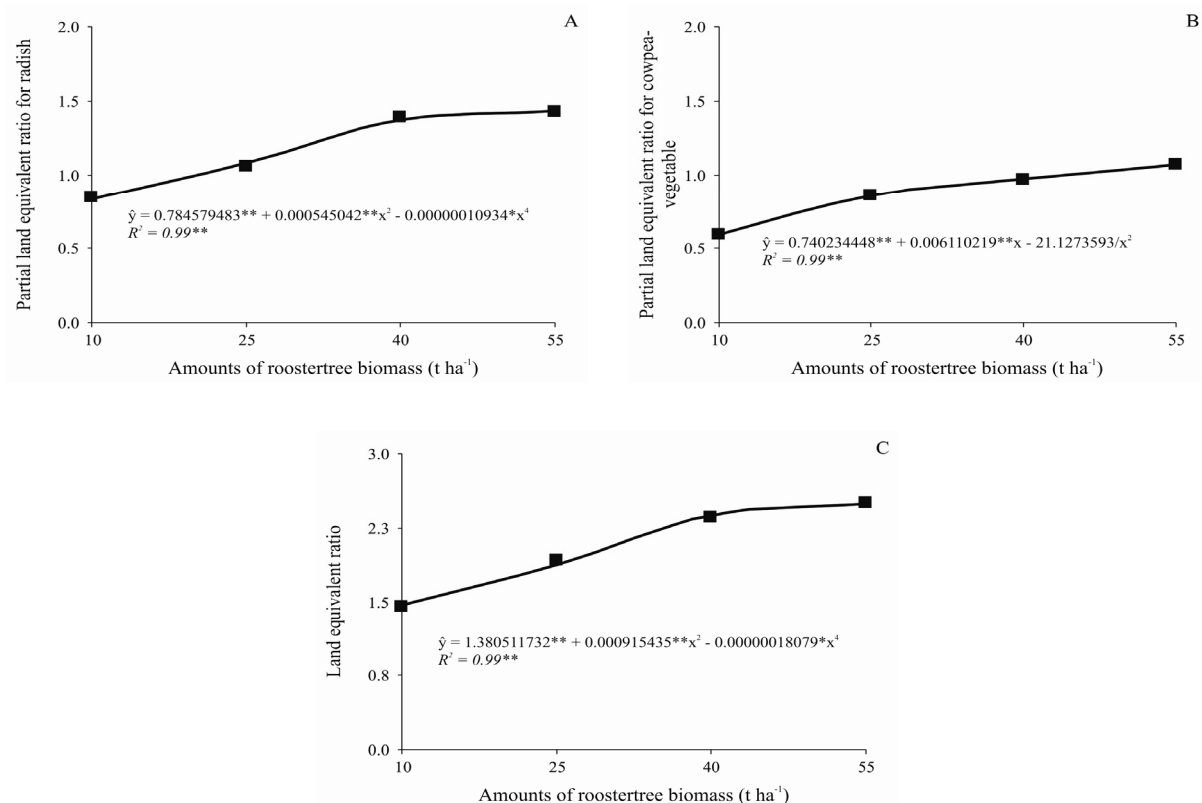 A
Partial land equivalent ratio for radish
2.0
1.5
1.0
0.5
0.0
ŷ = 0.784579483** + 0.000545042**x² - 0.00000010934*x⁴
R² = 0.99**
10 25 40 55
Amounts of roostertree biomass (t ha⁻¹)
B
Partial land equivalent ratio for cowpea-
vegetable
2.0
1.5
1.0
0.5
0.0
ŷ = 0.740234448** + 0.006110219**x - 21.1273593/x²
R² = 0.99**
10 25 40 55
Amounts of roostertree biomass (t ha⁻¹)
C
Land equivalent ratio
3.0
2.3
1.5
0.8
0.0
ŷ = 1.380511732** + 0.000915435**x² - 0.00000018079*x⁴
R² = 0.99**
10 25 40 55
Amounts of roostertree biomass (t ha⁻¹)